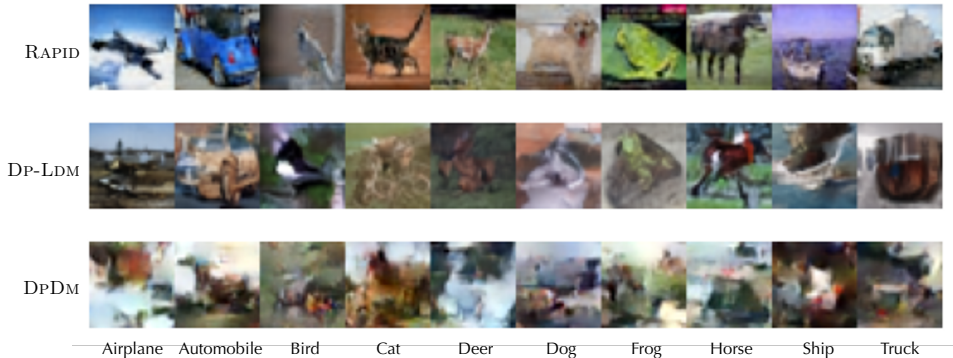 RAPID
DP-LDM
DPDM
Airplane Automobile Bird Cat Deer Dog Frog Horse Ship Truck